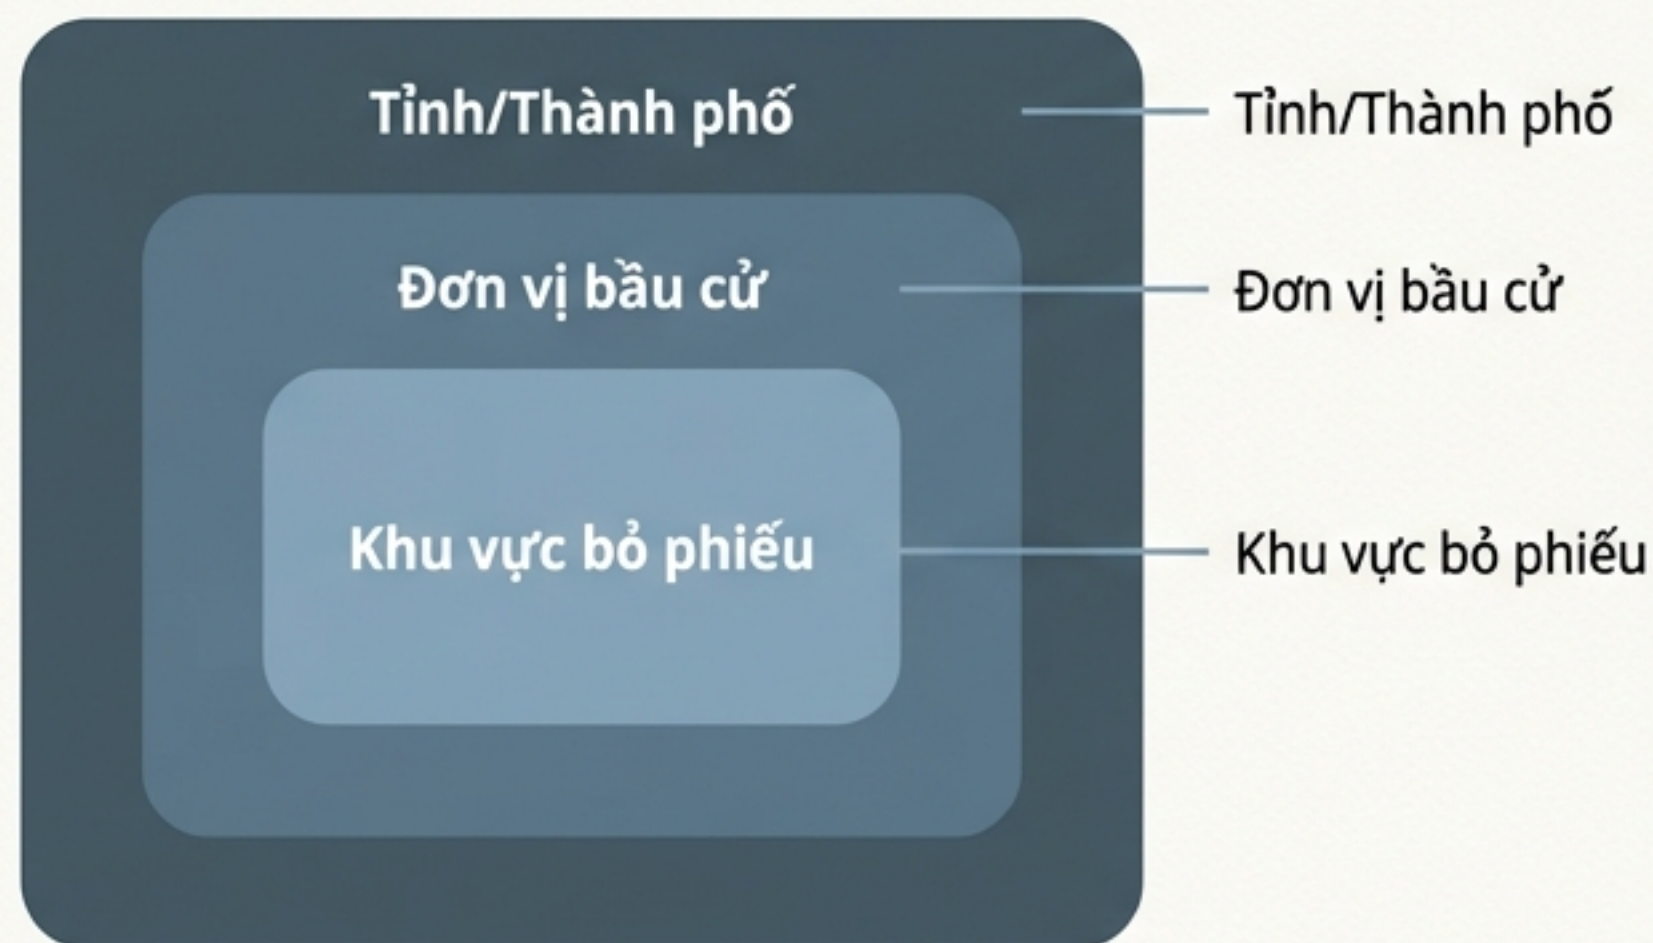 Tỉnh/Thành phố
Tỉnh/Thành phố
Đơn vị bầu cử
Đơn vị bầu cử
Khu vực bỏ phiếu
Khu vực bỏ phiếu